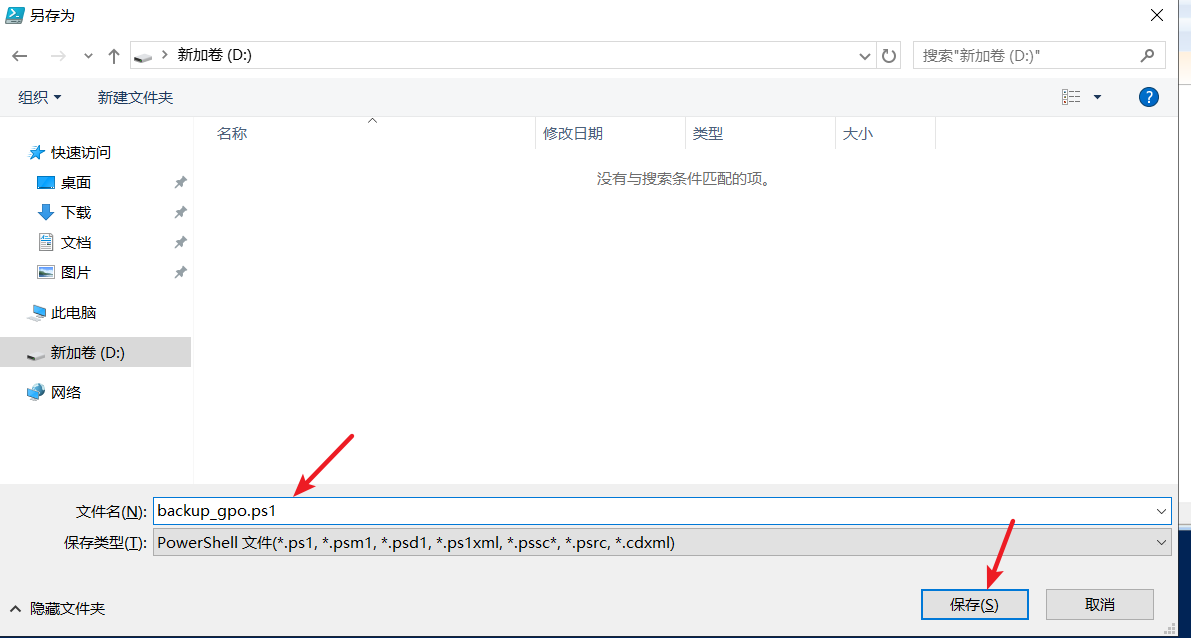 另存为
新加卷 (D:)
搜索"新加卷 (D:)"
组织
新建文件夹
?
名称
修改日期
类型
大小
没有与搜索条件匹配的项。
快速访问
桌面
下载
文档
图片
此电脑
新加卷 (D:)
网络
文件名(N): backup_gpo.ps1
保存类型(T): PowerShell 文件(*.ps1, *.psm1, *.psd1, *.ps1xml, *.pssc*, *.psrc, *.cdxml)
隐藏文件夹
保存(S)
取消